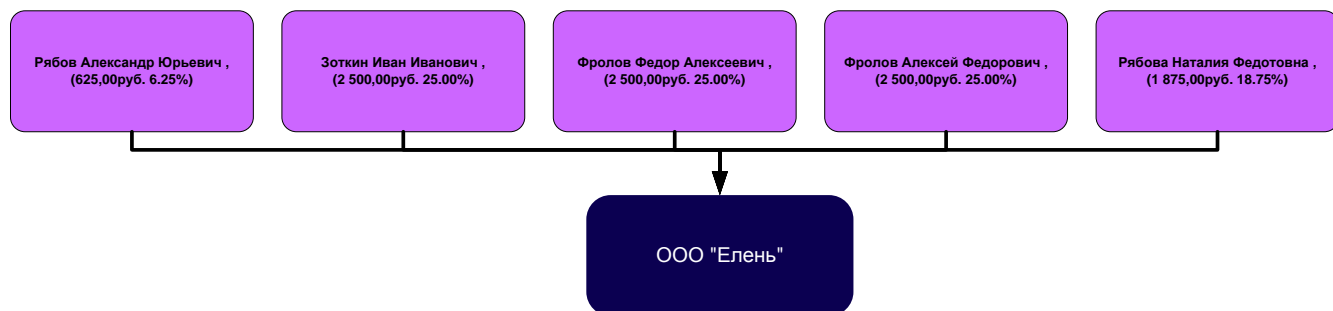 Рябов Александр Юрьевич ,
(625,00руб. 6.25%)
Зоткин Иван Иванович ,
(2 500,00руб. 25.00%)
Фролов Федор Алексеевич ,
(2 500,00руб. 25.00%)
Фролов Алексей Федорович ,
(2 500,00руб. 25.00%)
Рябова Наталия Федотовна ,
(1 875,00руб. 18.75%)
ООО "Елень"